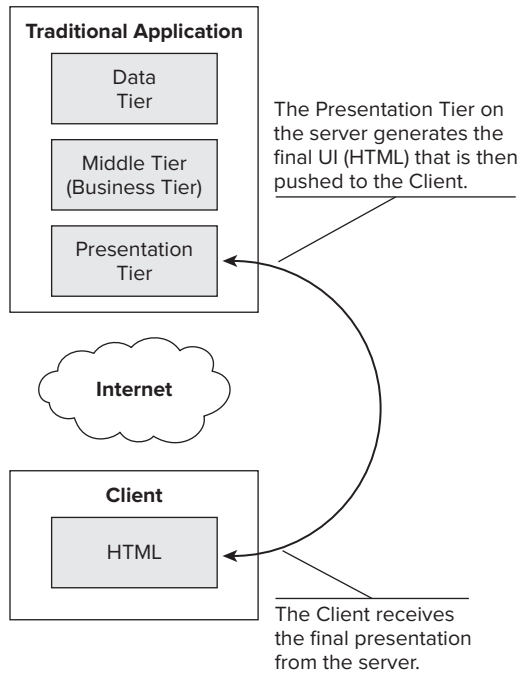 Traditional Application
Data
Tier
Middle Tier
(Business Tier)
Presentation
Tier
The Presentation Tier on
the server generates the
final UI (HTML) that is then
pushed to the Client.
Internet
Client
HTML
The Client receives
the final presentation
from the server.